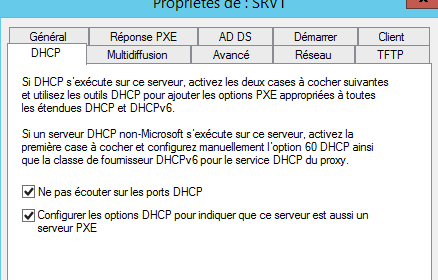 Propriétés de : SRVT
Général Réponse PXE AD DS Démarrer Client
DHCP Multidiffusion Avancé Réseau TFTP
Si DHCP s'exécute sur ce serveur, activez les deux cases à cocher suivantes
et utilisez les outils DHCP pour ajouter les options PXE appropriées à toutes
les étendues DHCP et DHCPv6.
Si un serveur DHCP non-Microsoft s'exécute sur ce serveur, activez la
première case à cocher et configurez manuellement l'option 60 DHCP ainsi
que la classe de fournisseur DHCPv6 pour le service DHCP du proxy.
Ne pas écouter sur les ports DHCP
Configurer les options DHCP pour indiquer que ce serveur est aussi un
serveur PXE